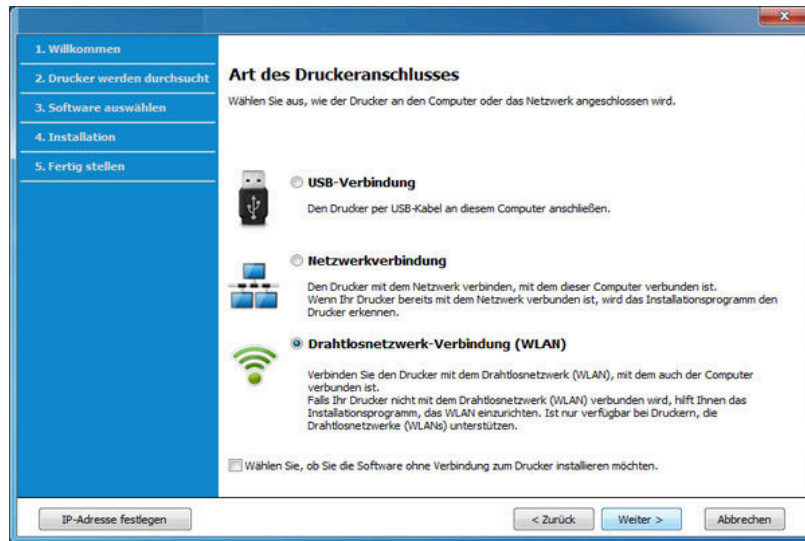 1. Willkommen
2. Drucker werden durchsucht
3. Software auswählen
4. Installation
5. Fertig stellen
Art des Druckeranschlusses
Wählen Sie aus, wie der Drucker an den Computer oder das Netzwerk angeschlossen wird.
USB-Verbindung
Den Drucker per USB-Kabel an diesem Computer anschließen.
Netzwerkverbindung
Den Drucker mit dem Netzwerk verbinden, mit dem dieser Computer verbunden ist.
Wenn Ihr Drucker bereits mit dem Netzwerk verbunden ist, wird das Installationsprogramm den
Drucker erkennen.
Drahtlosnetzwerk-Verbindung (WLAN)
Verbinden Sie den Drucker mit dem Drahtlosnetzwerk (WLAN), mit dem auch der Computer
verbunden ist.
Falls Ihr Drucker nicht mit dem Drahtlosnetzwerk (WLAN) verbunden wird, hilft Ihnen das
Installationsprogramm, das WLAN einzurichten. Ist nur verfügbar bei Druckern, die
Drahtlosnetzwerke (WLANs) unterstützen.
Wählen Sie, ob Sie die Software ohne Verbindung zum Drucker installieren möchten.
IP-Adresse festlegen
< Zurück
Weiter >
Abbrechen